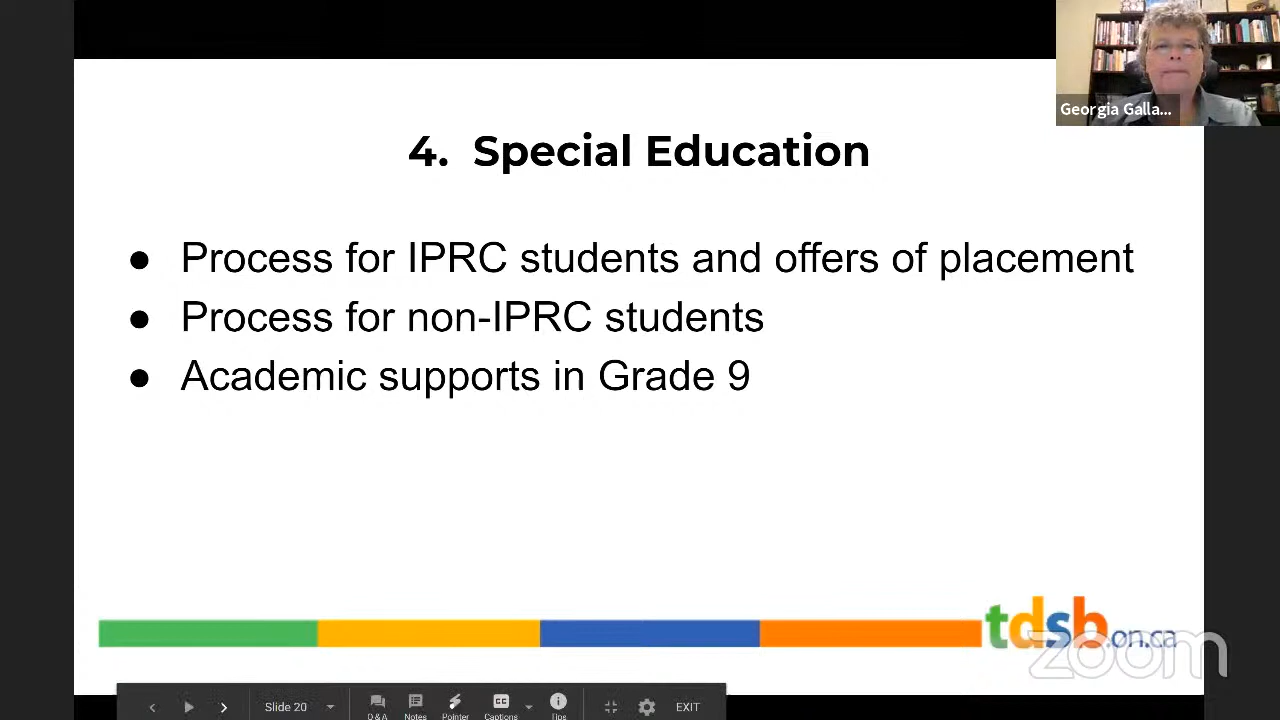 Georgia Galla...
4. Special Education
● Process for IPRC students and offers of placement
● Process for non-IPRC students
● Academic supports in Grade 9
tdsb.on.ca
zoom
Slide 20
Q & A Notes Pointer Captions Tips
CC
EXIT